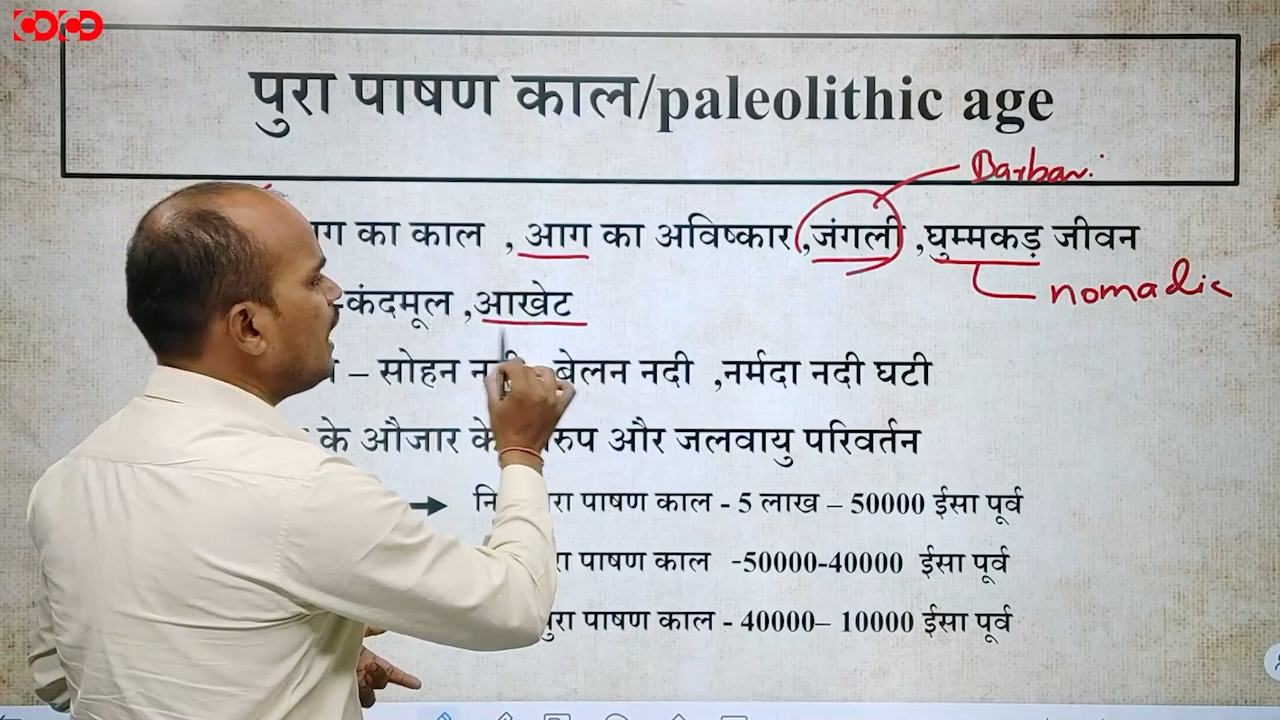 पुरा पाषण काल/paleolithic age
Barbari
का काल , आग का अविष्कार ,जंगली ,घुम्मकड़ जीवन
nomadic
कंदमूल ,आखेट
– सोहन बेलन नदी ,नर्मदा नदी घटी
के औजार के और जलवायु परिवर्तन
पाषण काल - 5 लाख – 50000 ईसा पूर्व
पाषण काल -50000-40000 ईसा पूर्व
पुरा पाषण काल - 40000– 10000 ईसा पूर्व